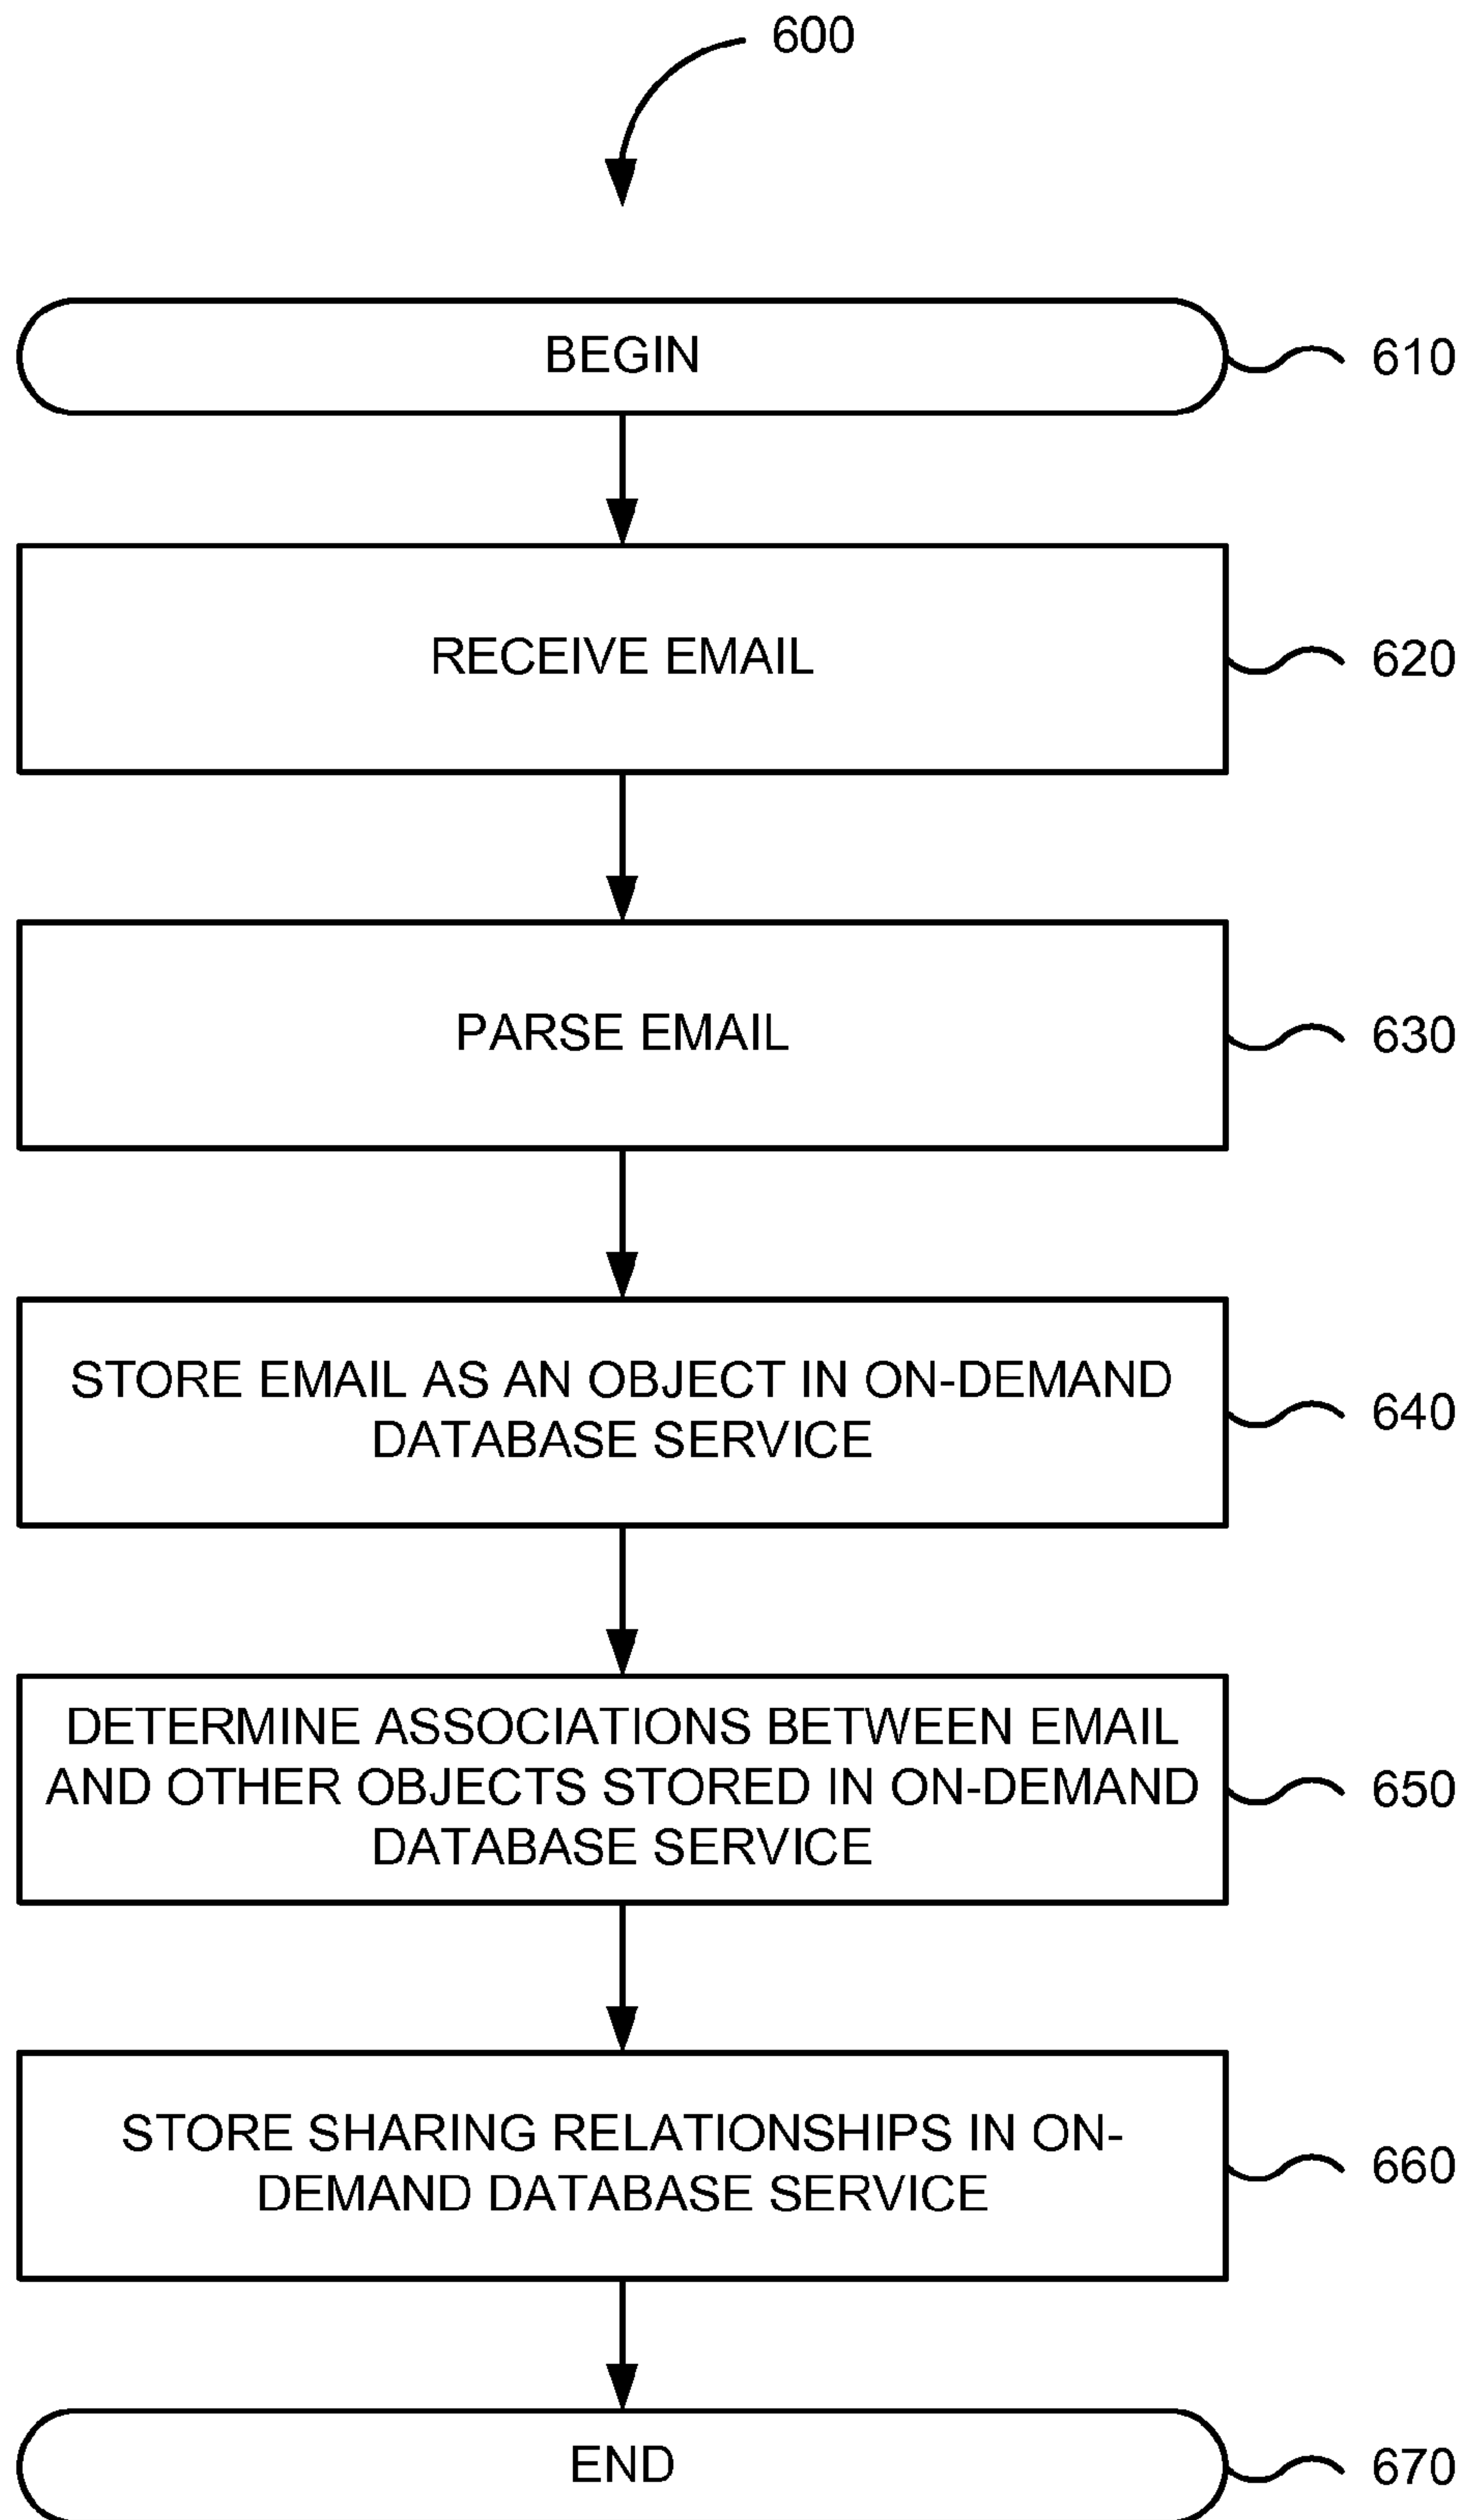 600
BEGIN
610
RECEIVE EMAIL
620
PARSE EMAIL
630
STORE EMAIL AS AN OBJECT IN ON-DEMAND
DATABASE SERVICE
640
DETERMINE ASSOCIATIONS BETWEEN EMAIL
AND OTHER OBJECTS STORED IN ON-DEMAND
DATABASE SERVICE
650
STORE SHARING RELATIONSHIPS IN ON-
DEMAND DATABASE SERVICE
660
END
670